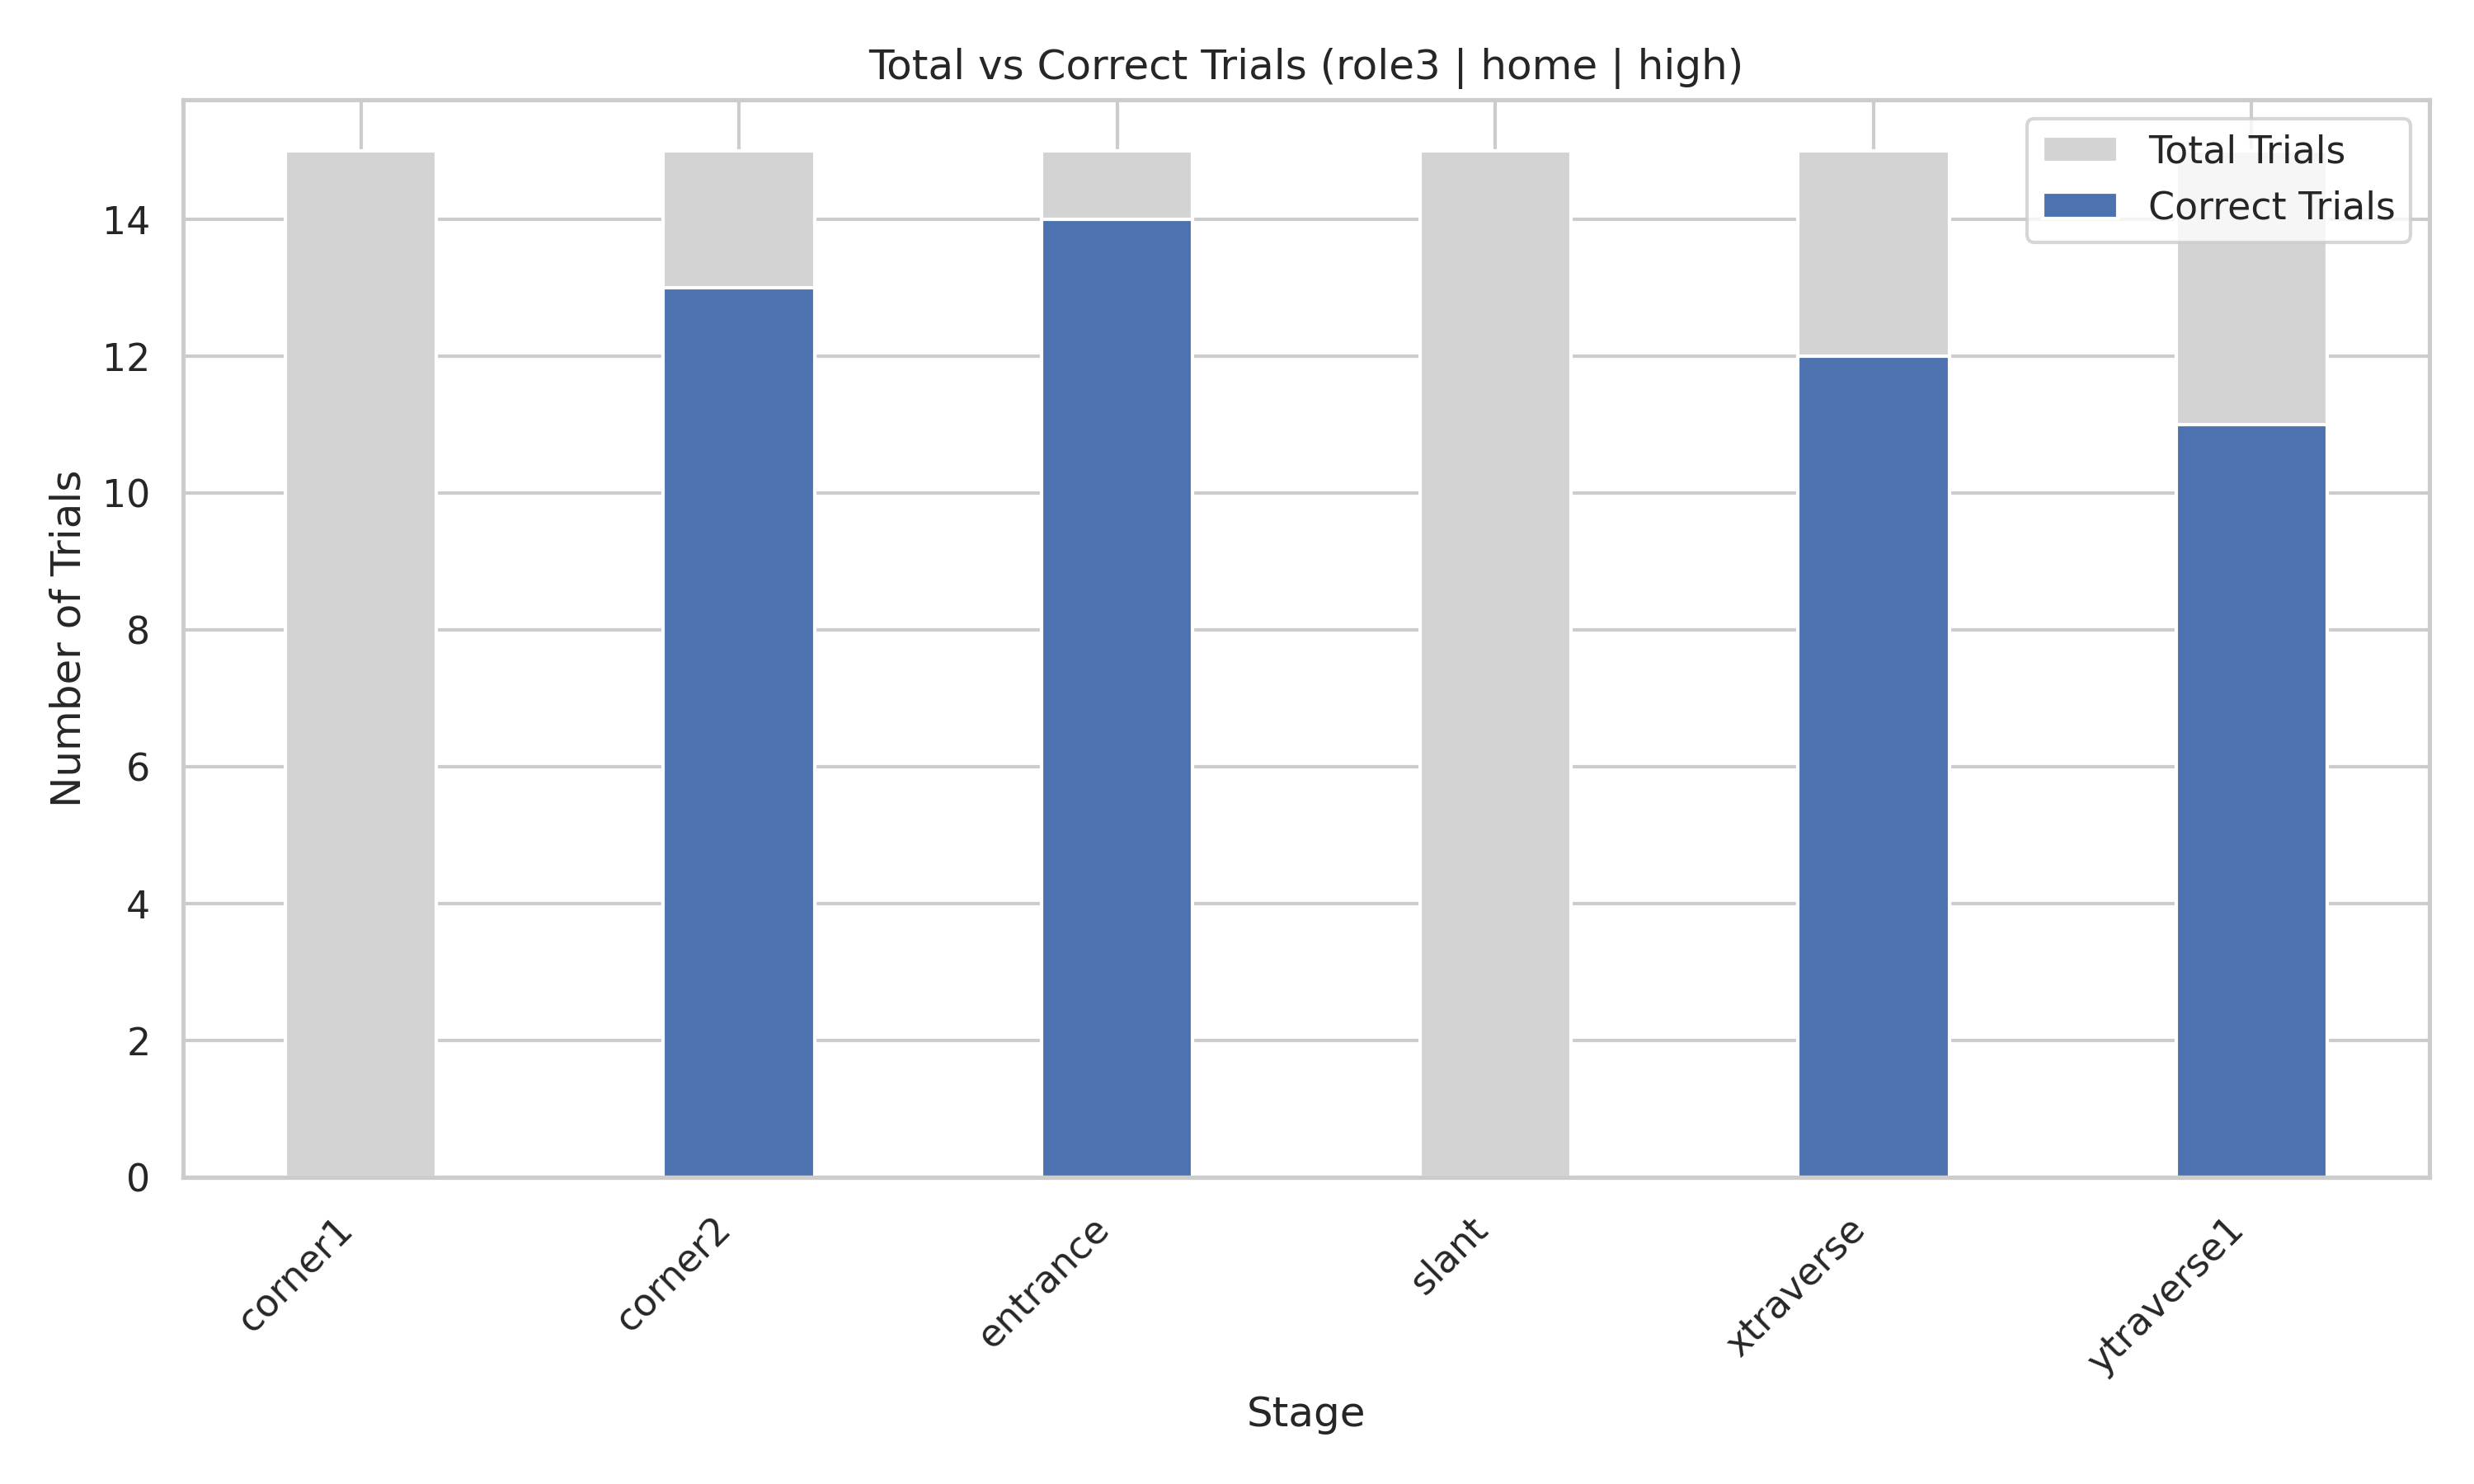 Total vs Correct Trials (role3 | home | high)
Total Trials
Correct Trials
Number of Trials
14
12
10
8
6
4
2
0
corner1
corner2
entrance
slant
xtraverse
ytraverse1
Stage